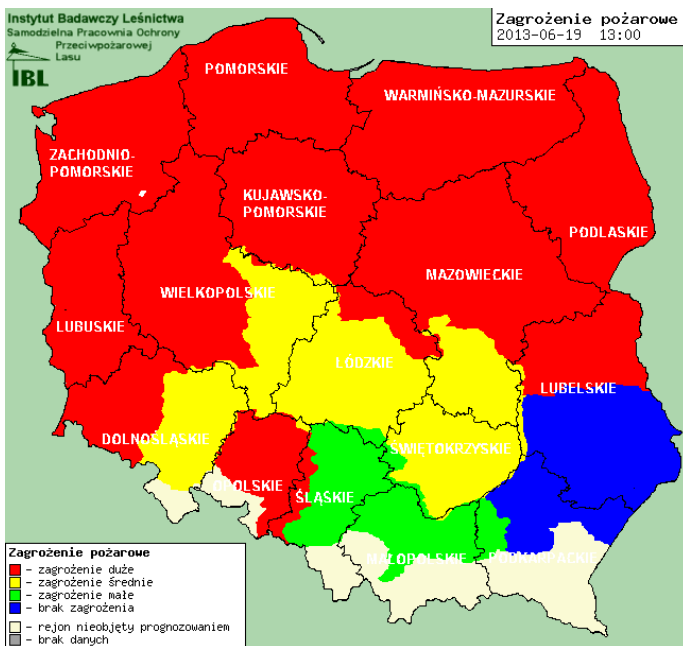 Instytut Badawczy Leśnictwa
Samodzielna Pracownia Ochrony
Przeciwpożarowej
Lasu
IBL
Zagrożenie pożarowe
2013-06-19 13:00
POMORSKIE
WARMIŃSKO-MAZURSKIE
ZACHODNIO-
POMORSKIE
KUJAWSKO-
POMORSKIE
PODLASKIE
MAZOWIECKIE
WIELKOPOLSKIE
LUBUSKIE
ŁÓDZKIE
LUBELSKIE
DOLNOŚLĄSKIE
ŚWIĘTOKRZYSKIE
OPOLSKIE
ŚLĄSKIE
MAŁOPOLSKIE
PODKARPACKIE
Zagrożenie pożarowe
– zagrożenie duże
– zagrożenie średnie
– zagrożenie małe
– brak zagrożenia
– rejon nieobjęty prognozowaniem
– brak danych